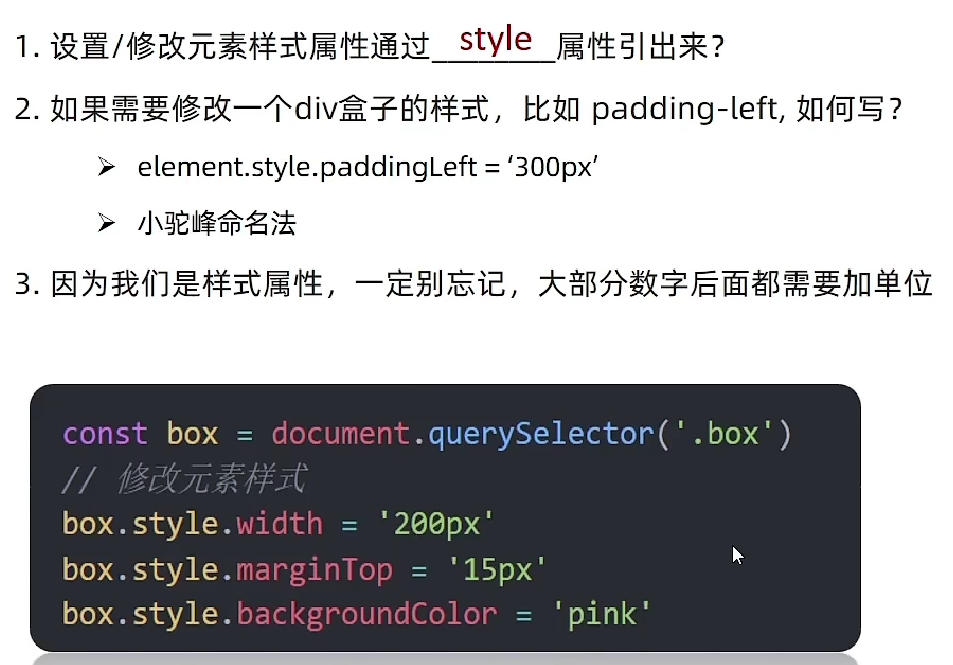 1. 设置/修改元素样式属性通过 style 属性引出来?
2. 如果需要修改一个div盒子的样式，比如 padding-left, 如何写?
➢ element.style.paddingLeft = ‘300px’
➢ 小驼峰命名法
3. 因为我们是样式属性，一定别忘记，大部分数字后面都需要加单位
const box = document.querySelector('.box')
// 修改元素样式
box.style.width = '200px'
box.style.marginTop = '15px'
box.style.backgroundColor = 'pink'